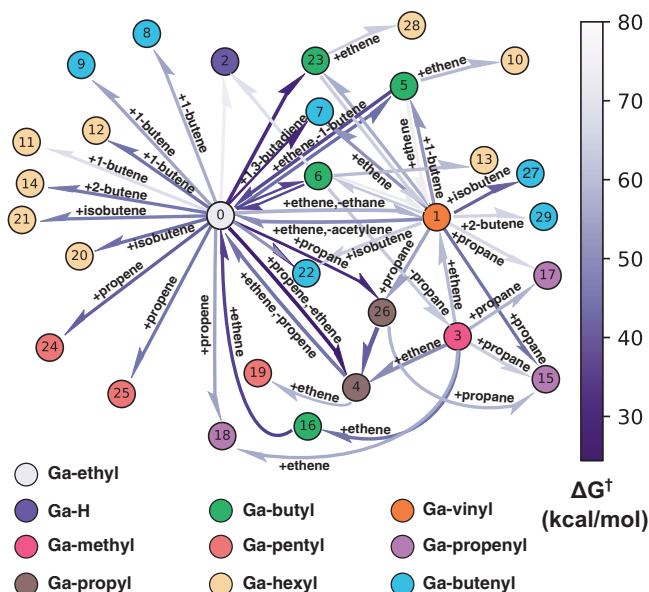 28
80
8
23
+ethene
2
10
9
5
+ethene
70
7
+1-butene
+1-butene
12
11
+1,3-butadiene
+ethene,-1-butene
+ethene
+ethene
+1-butene
13
27
+1-butene
+1-butene
14
6
+isobutene
60
+2-butene
+ethene,-ethane
21
+isobutene
0
1
+2-butene
29
+ethene,-acetylene
+isobutene
+propane
+isobutene
+propane
20
22
50
17
+propene
+propene,-ethene
+ethene,-propene
+propane
-propane
+ethene
+propene
26
+propane
40
+propene
+ethene
3
24
+ethene
+propane
+propane
19
4
15
25
+ethene
+propane
30
16
18
+ethene
+ethene
Ga-ethyl
ΔG†
(kcal/mol)
Ga-H
Ga-butyl
Ga-vinyl
Ga-methyl
Ga-pentyl
Ga-propenyl
Ga-propyl
Ga-hexyl
Ga-butenyl